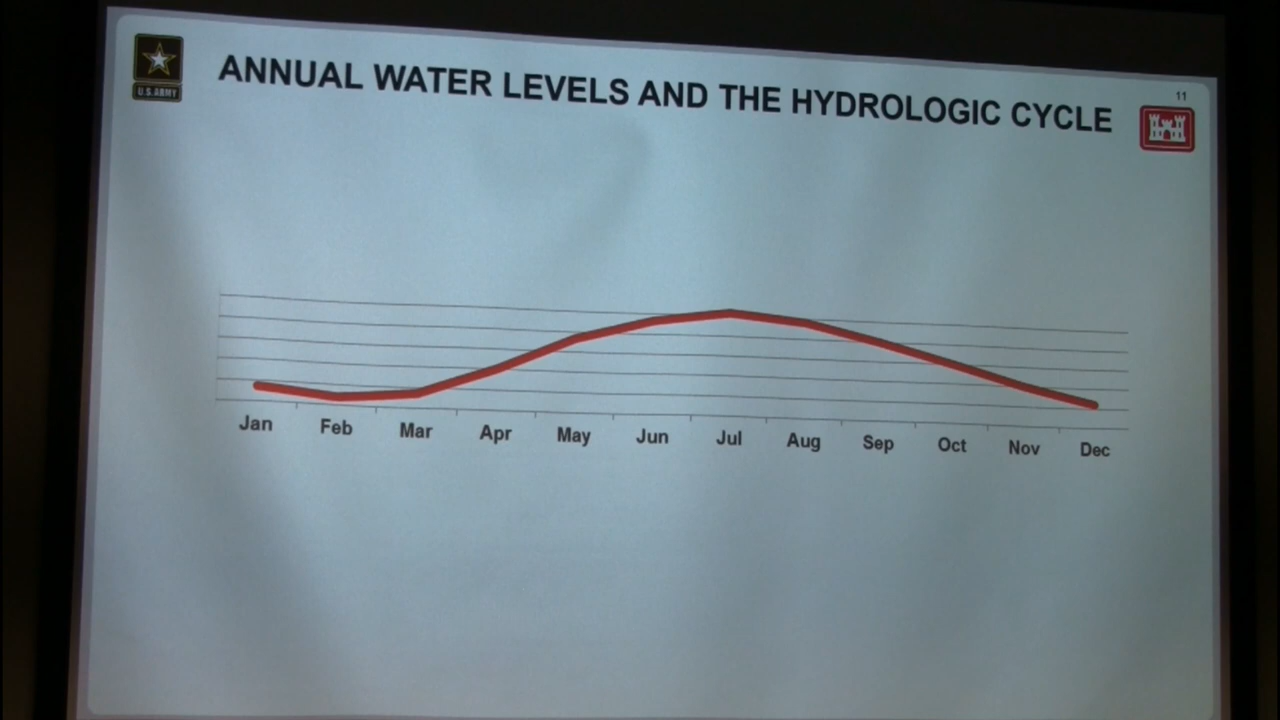 U.S. ARMY
ANNUAL WATER LEVELS AND THE HYDROLOGIC CYCLE
11
Jan Feb Mar Apr May Jun Jul Aug Sep Oct Nov Dec